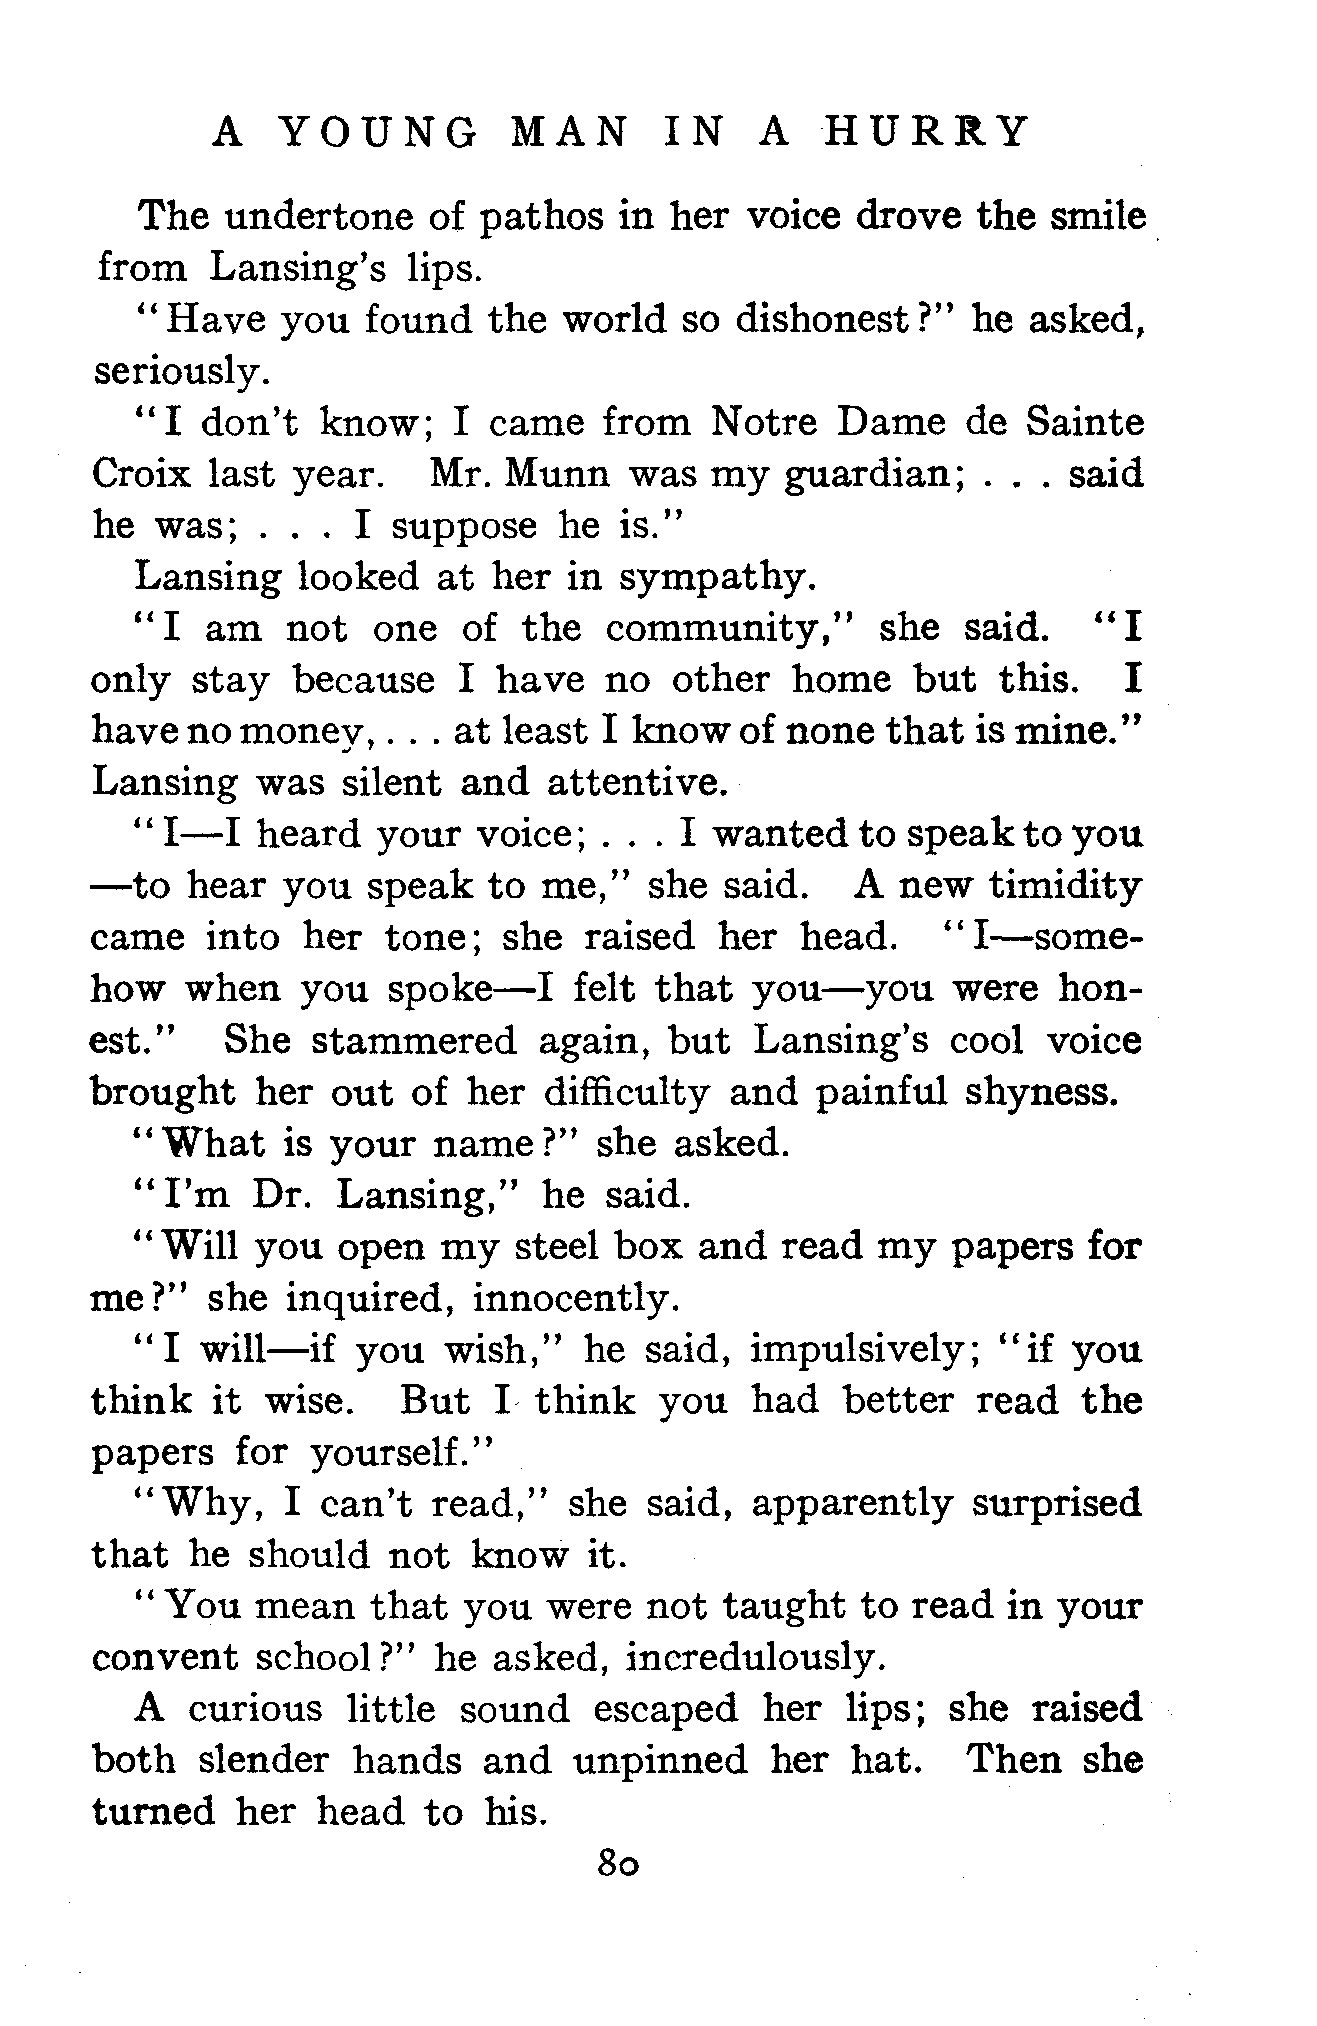 A YOUNG MAN IN A HURRY
The undertone of pathos in her voice drove the smile
from Lansing's lips.
"Have you found the world so dishonest?" he asked,
seriously.
"I don't know; I came from Notre Dame de Sainte
Croix last year. Mr. Munn was my guardian; . . . said
he was; . . . I suppose he is."
Lansing looked at her in sympathy.
"I am not one of the community," she said. "I
only stay because I have no other home but this. I
have no money, . . . at least I know of none that is mine."
Lansing was silent and attentive.
"I—I heard your voice; . . . I wanted to speak to you
—to hear you speak to me," she said. A new timidity
came into her tone; she raised her head. "I—some-
how when you spoke—I felt that you—you were hon-
est." She stammered again, but Lansing's cool voice
brought her out of her difficulty and painful shyness.
"What is your name?" she asked.
"I'm Dr. Lansing," he said.
"Will you open my steel box and read my papers for
me?" she inquired, innocently.
"I will—if you wish," he said, impulsively; "if you
think it wise. But I think you had better read the
papers for yourself."
"Why, I can't read," she said, apparently surprised
that he should not know it.
"You mean that you were not taught to read in your
convent school?" he asked, incredulously.
A curious little sound escaped her lips; she raised
both slender hands and unpinned her hat. Then she
turned her head to his.
80